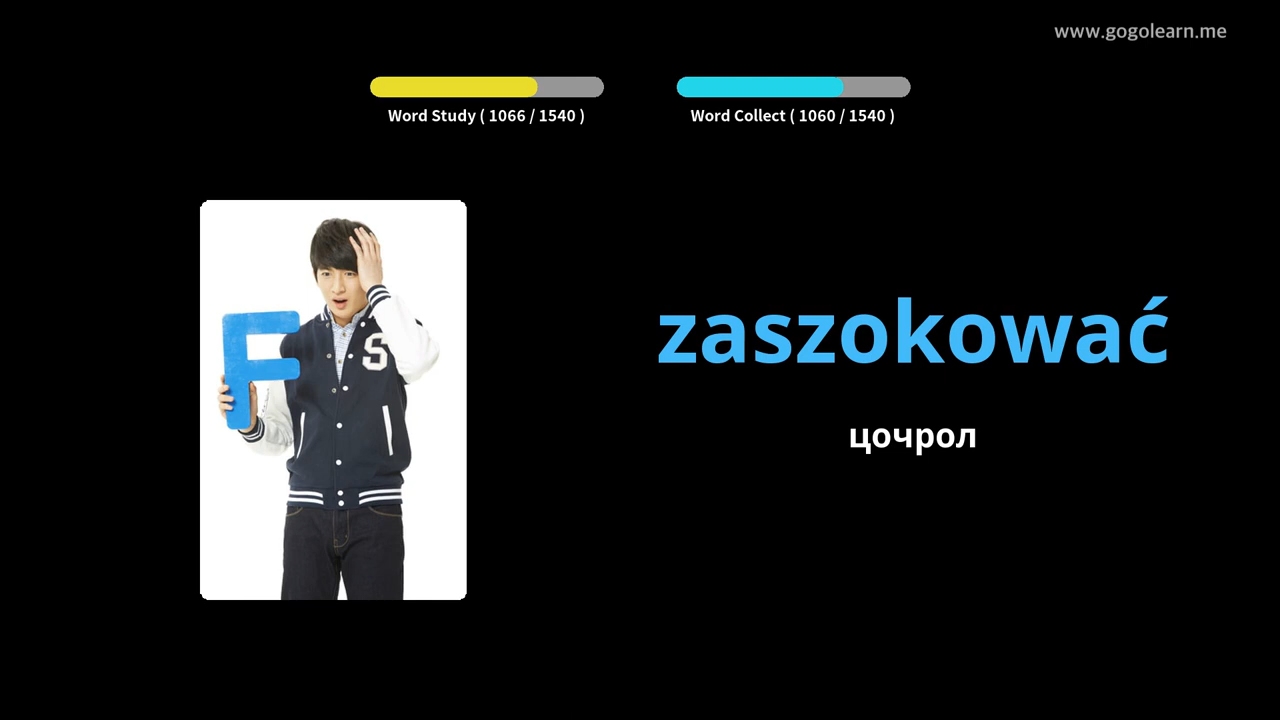 www.gogolearn.me
Word Study ( 1066 / 1540 )
Word Collect ( 1060 / 1540 )
F
S
zaszokować
цочрол